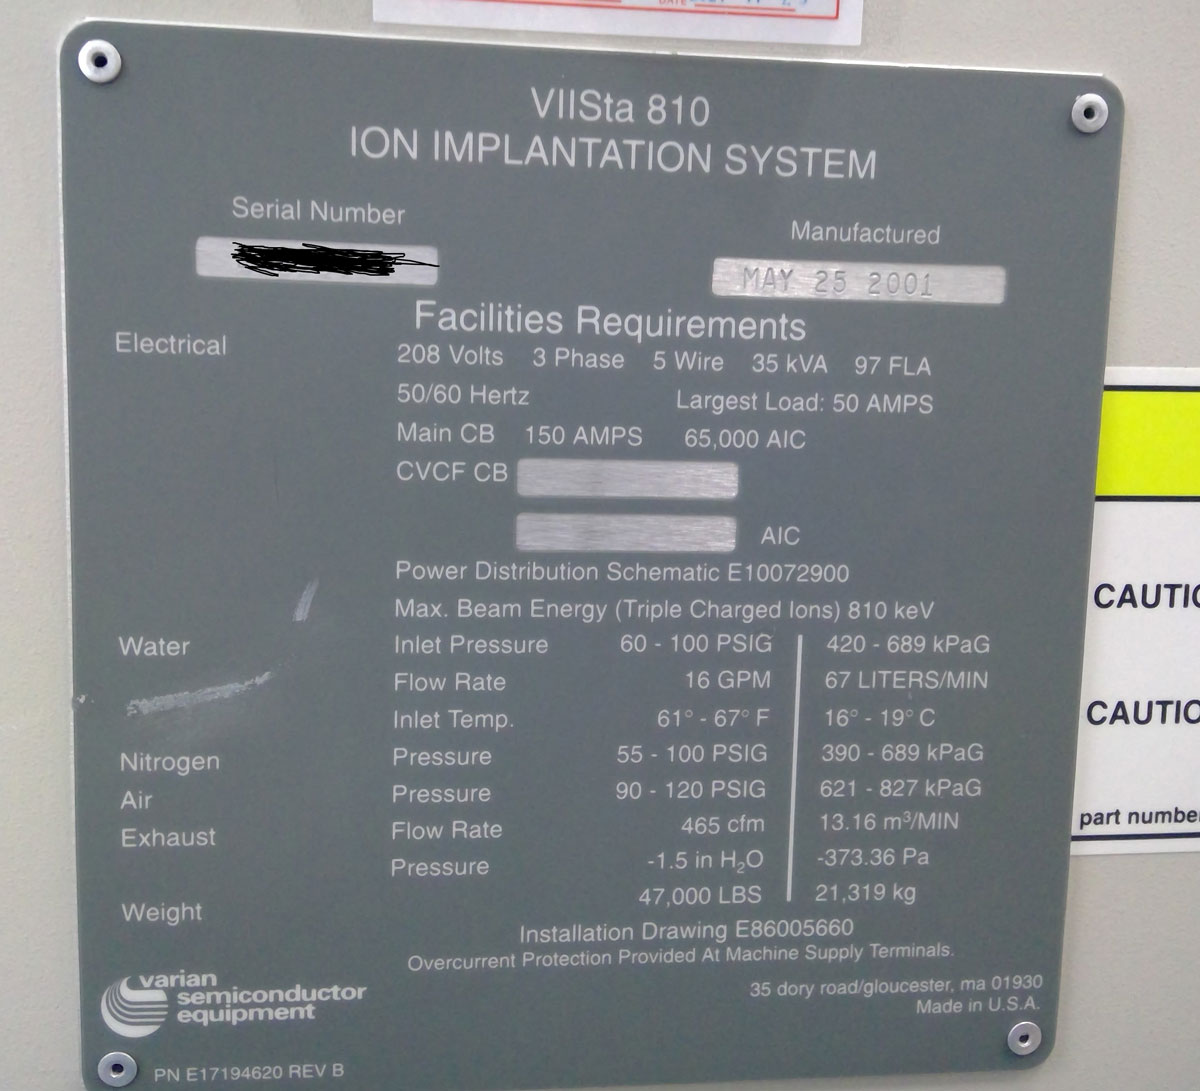 DATE
VIISta 810
ION IMPLANTATION SYSTEM
Serial Number
Manufactured
MAY 25 2001
Facilities Requirements
Electrical 208 Volts 3 Phase 5 Wire 35 kVA 97 FLA
50/60 Hertz Largest Load: 50 AMPS
Main CB 150 AMPS 65,000 AIC
CVCF CB
AIC
Power Distribution Schematic E10072900
Max. Beam Energy (Triple Charged Ions) 810 keV
Water Inlet Pressure 60 - 100 PSIG 420 - 689 kPaG
Flow Rate 16 GPM 67 LITERS/MIN
Inlet Temp. 61° - 67° F 16° - 19° C
Nitrogen Pressure 55 - 100 PSIG 390 - 689 kPaG
Air Pressure 90 - 120 PSIG 621 - 827 kPaG
Exhaust Flow Rate 465 cfm 13.16 m³/MIN
Pressure -1.5 in H₂O -373.36 Pa
Weight 47,000 LBS 21,319 kg
Installation Drawing E86005660
Overcurrent Protection Provided At Machine Supply Terminals.
varian
semiconductor
equipment
35 dory road/gloucester, ma 01930
Made in U.S.A.
PN E17194620 REV B
CAUTIO
CAUTIO
part number